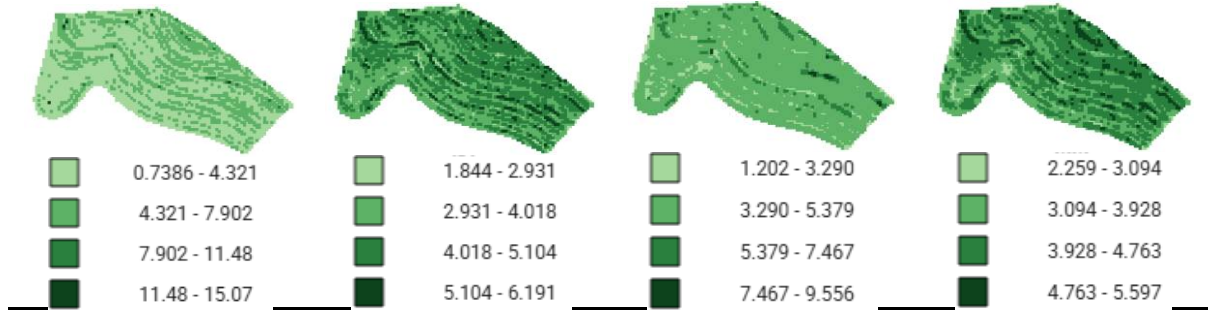 0.7386 - 4.321
4.321 - 7.902
7.902 - 11.48
11.48 - 15.07
1.844 - 2.931
2.931 - 4.018
4.018 - 5.104
5.104 - 6.191
1.202 - 3.290
3.290 - 5.379
5.379 - 7.467
7.467 - 9.556
2.259 - 3.094
3.094 - 3.928
3.928 - 4.763
4.763 - 5.597